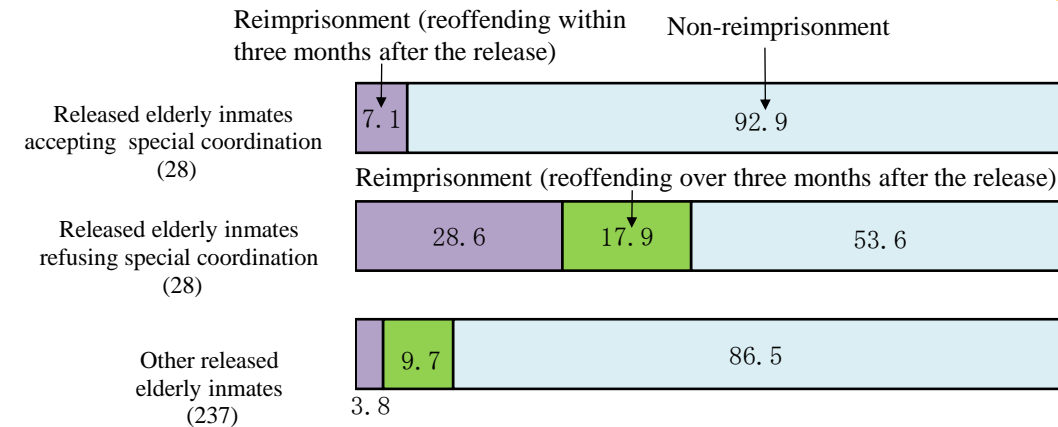 Reimprisonment (reoffending within
three months after the release)
Non-reimprisonment
Released elderly inmates
accepting special coordination
(28)
7.1
92.9
Reimprisonment (reoffending over three months after the release)
Released elderly inmates
refusing special coordination
(28)
28.6
17.9
53.6
Other released
elderly inmates
(237)
3.8
9.7
86.5